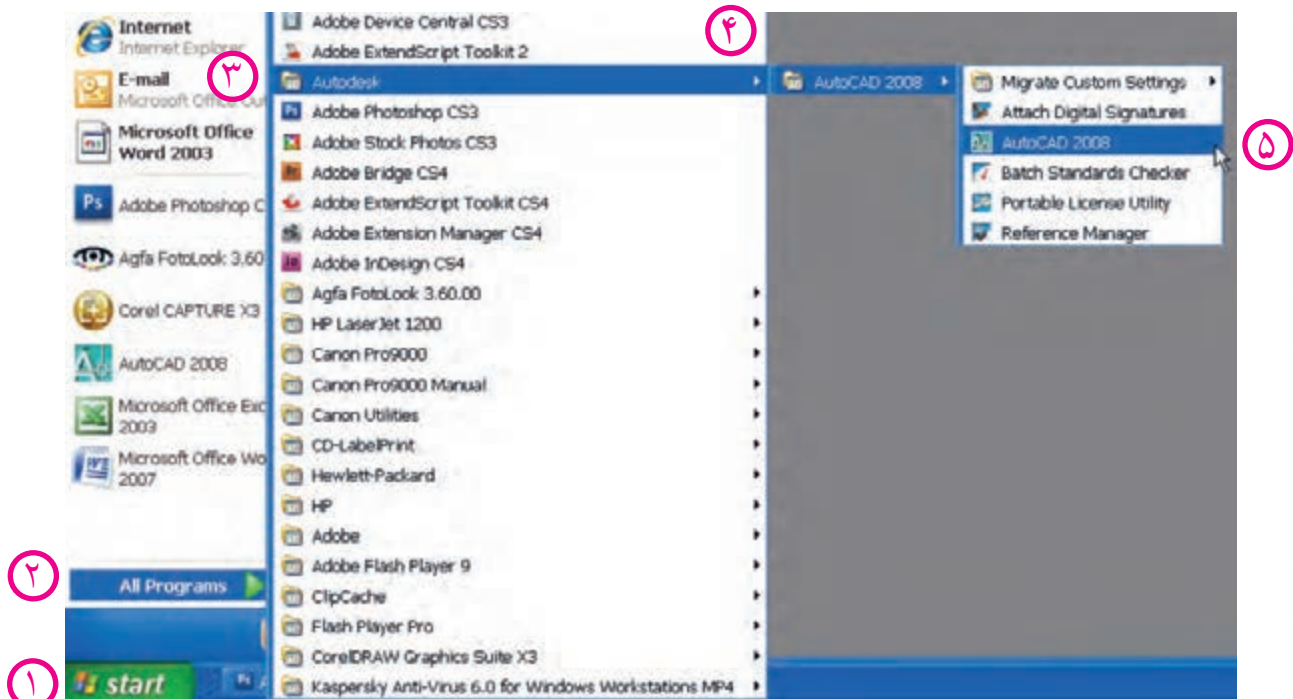 Internet
Internet Explorer
E-mail
Microsoft Office Ou
Microsoft Office
Word 2003
Adobe Photoshop C
Agfa FotoLook 3.60
Corel CAPTURE X3
AutoCAD 2008
Microsoft Office Exc
2003
Microsoft Office Wo
2007
All Programs
start
Adobe Device Central CS3
Adobe ExtendScript Toolkit 2
Autodesk
Adobe Photoshop CS3
Adobe Stock Photos CS3
Adobe Bridge CS4
Adobe ExtendScript Toolkit CS4
Adobe Extension Manager CS4
Adobe InDesign CS4
Agfa FotoLook 3.60.00
HP LaserJet 1200
Canon Pro9000
Canon Pro9000 Manual
Canon Utilities
CD-LabelPrint
Hewlett-Packard
HP
Adobe
Adobe Flash Player 9
ClipCache
Flash Player Pro
CorelDRAW Graphics Suite X3
Kaspersky Anti-Virus 6.0 for Windows Workstations MP4
AutoCAD 2008
Migrate Custom Settings
Attach Digital Signatures
AutoCAD 2008
Batch Standards Checker
Portable License Utility
Reference Manager
۱
۲
۳
۴
۵